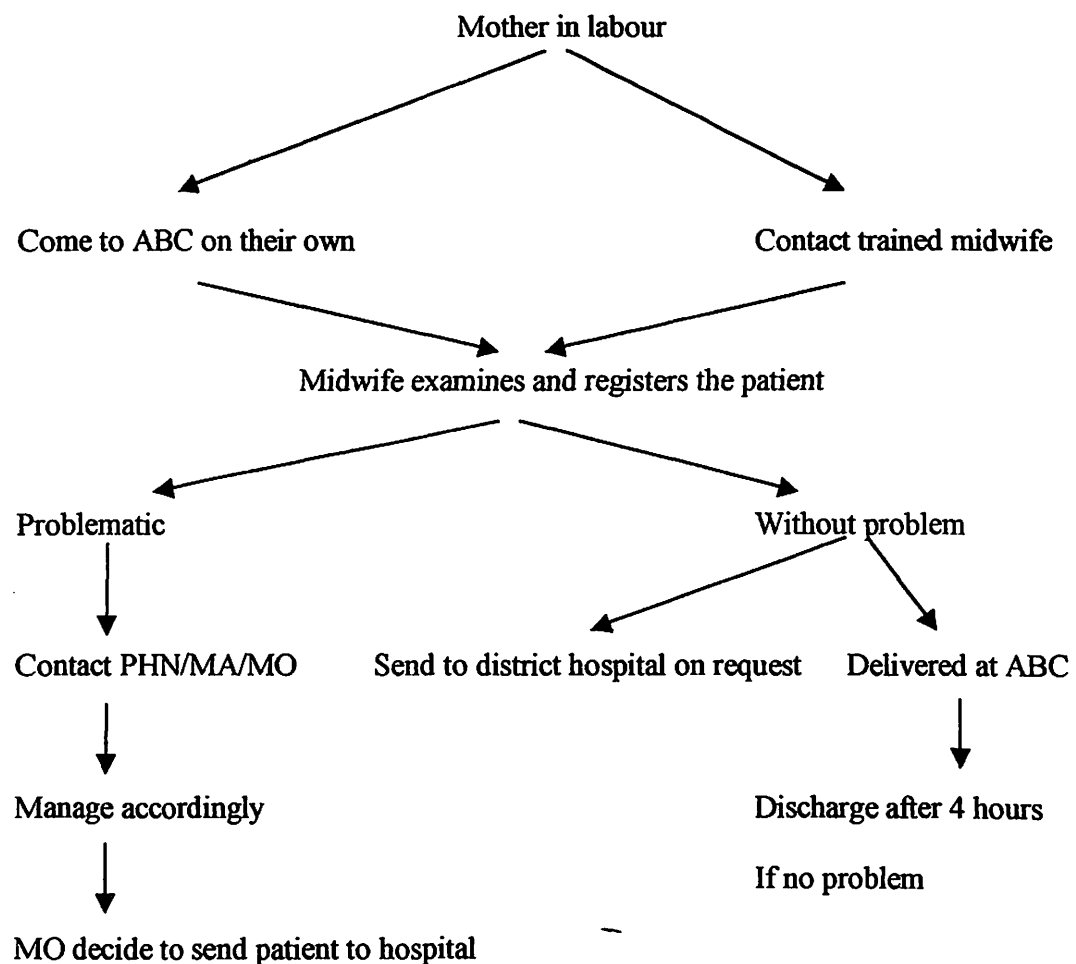 Mother in labour
Come to ABC on their own
Contact trained midwife
Midwife examines and registers the patient
Problematic
Without problem
Contact PHN/MA/MO
Send to district hospital on request
Delivered at ABC
Manage accordingly
Discharge after 4 hours
If no problem
MO decide to send patient to hospital